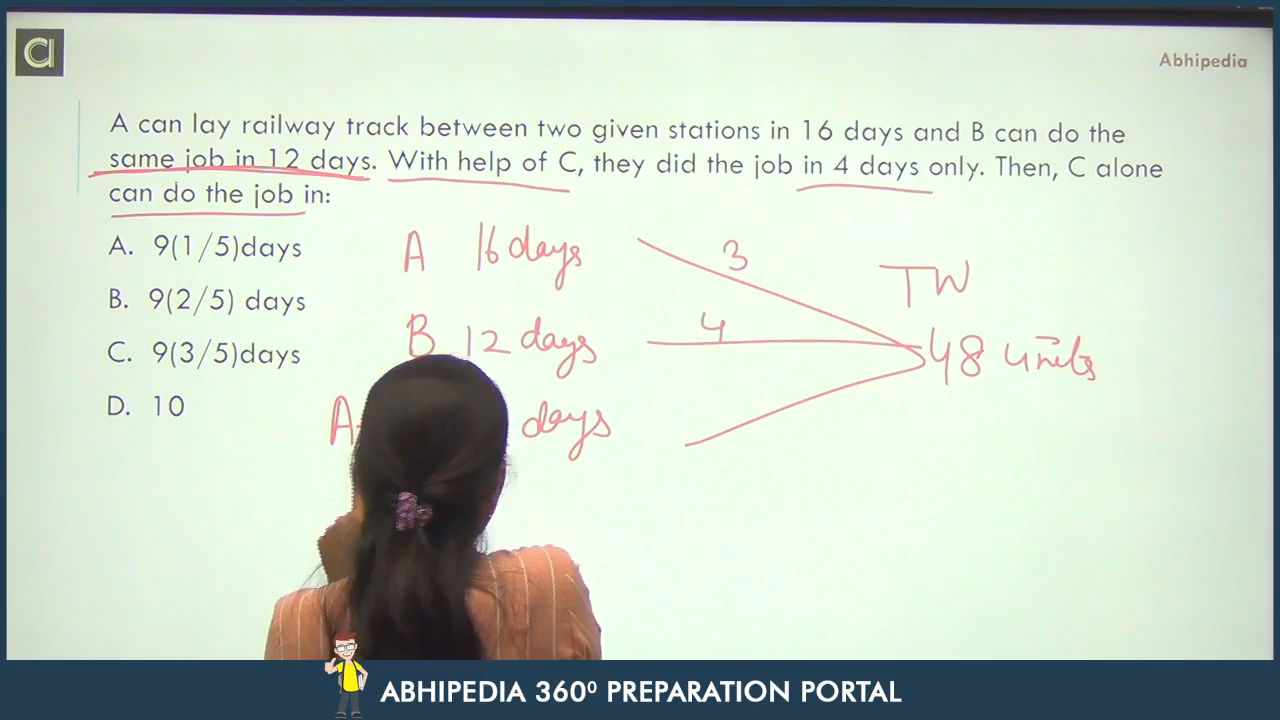 Abhipedia
A can lay railway track between two given stations in 16 days and B can do the
same job in 12 days. With help of C, they did the job in 4 days only. Then, C alone
can do the job in:
A. 9(1/5)days
B. 9(2/5) days
C. 9(3/5)days
D. 10
A 16 days 3
TW
B 12 days 4 48 units
A days
ABHIPEDIA 360⁰ PREPARATION PORTAL